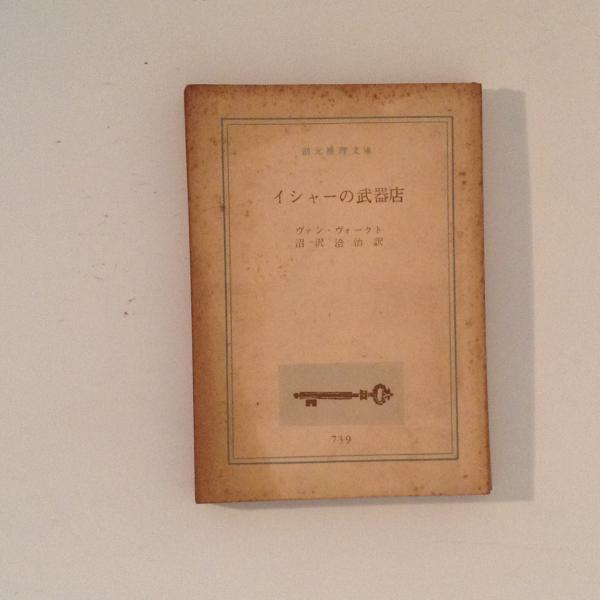 創元推理文庫
イシャーの武器店
ヴァン・ヴォークト
沼沢洽治訳
739